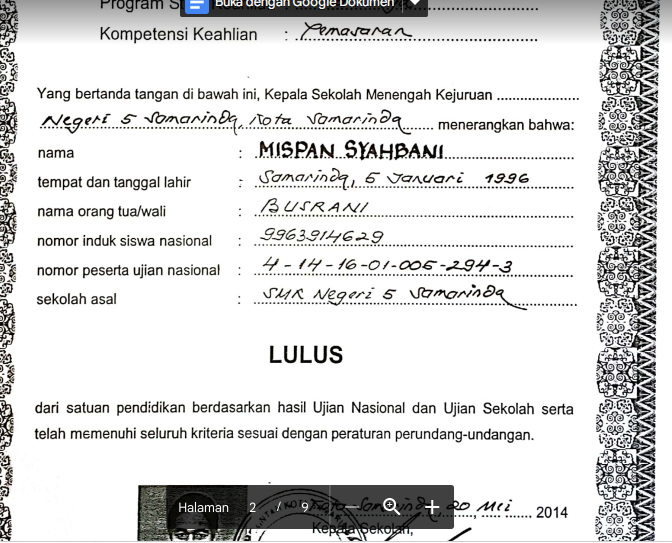 Program S
Buka dengan Google Dokumen
Kompetensi Keahlian : Pemasaran
Yang bertanda tangan di bawah ini, Kepala Sekolah Menengah Kejuruan
Negeri 5 Samarinda, Kota Samarinda menerangkan bahwa:
nama : MISPAN SYAHBANI
tempat dan tanggal lahir : Samarinda, 5 Januari 1996
nama orang tua/wali : BUSRANI
nomor induk siswa nasional : 9963914629
nomor peserta ujian nasional : 4-14-16-01-005-294-3
sekolah asal : SMK Negeri 5 Samarinda
LULUS
dari satuan pendidikan berdasarkan hasil Ujian Nasional dan Ujian Sekolah serta
telah memenuhi seluruh kriteria sesuai dengan peraturan perundang-undangan.
Halaman 2 / 9
Kota Samarinda, 20 Mei 2014
Kepala Sekolah,